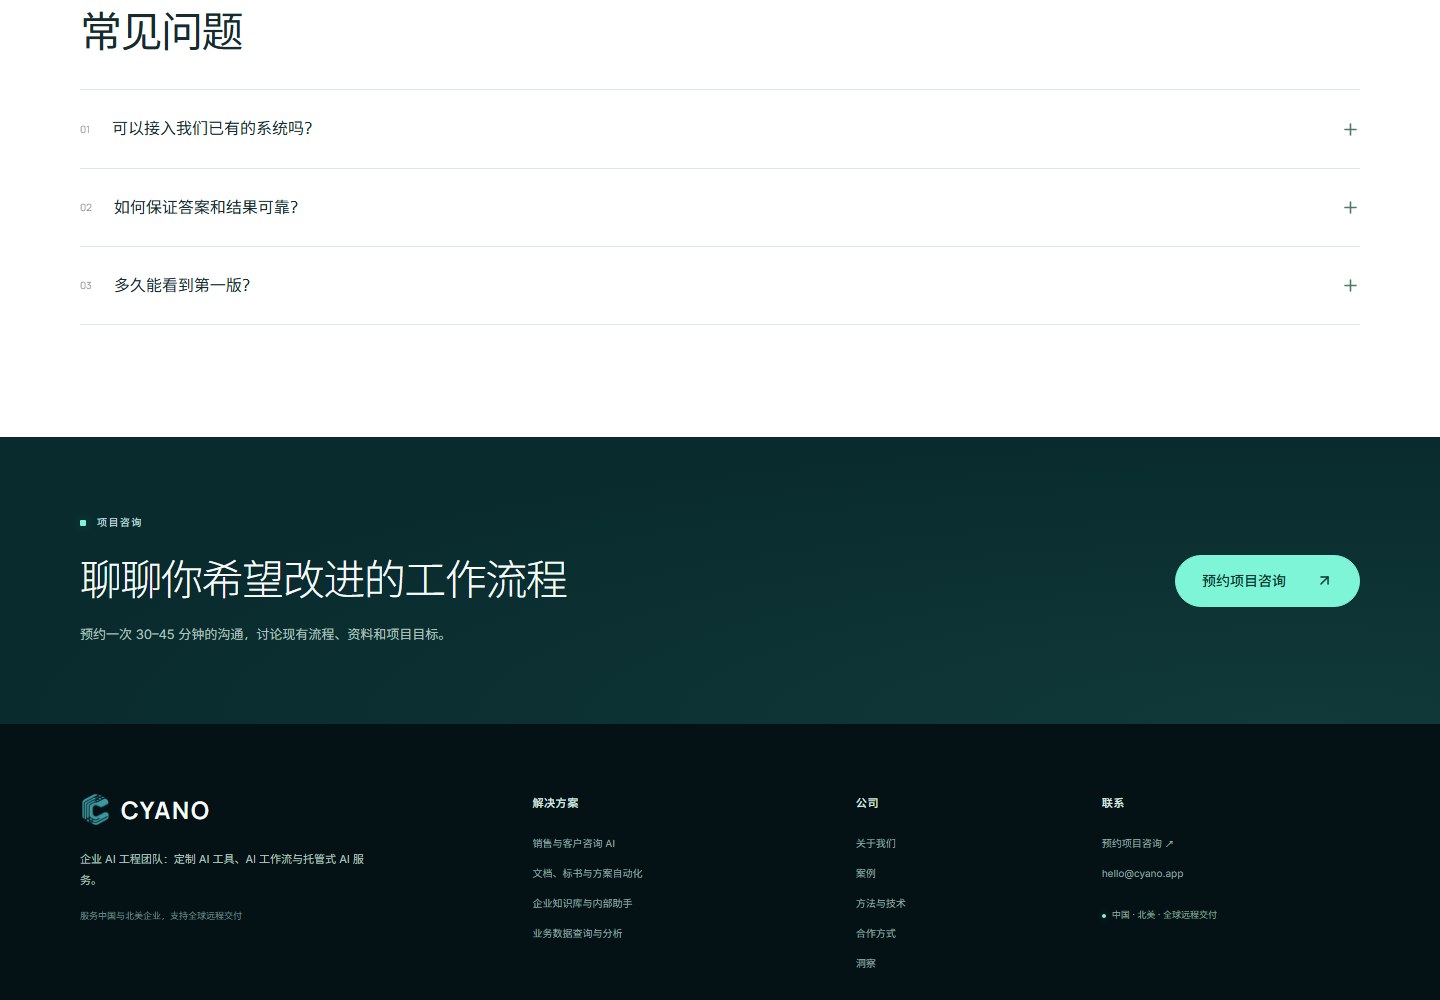 常见问题
01 可以接入我们已有的系统吗？
02 如何保证答案和结果可靠？
03 多久能看到第一版？
项目咨询
聊聊你希望改进的工作流程
预约一次 30–45 分钟的沟通，讨论现有流程、资料和项目目标。
预约项目咨询
CYANO
企业 AI 工程团队：定制 AI 工具、AI 工作流与托管式 AI 服
务。
服务中国与北美企业，支持全球远程交付
解决方案
销售与客户咨询 AI
文档、标书与方案自动化
企业知识库与内部助手
业务数据查询与分析
公司
关于我们
案例
方法与技术
合作方式
洞察
联系
预约项目咨询 ↗
hello@cyano.app
中国 · 北美 · 全球远程交付